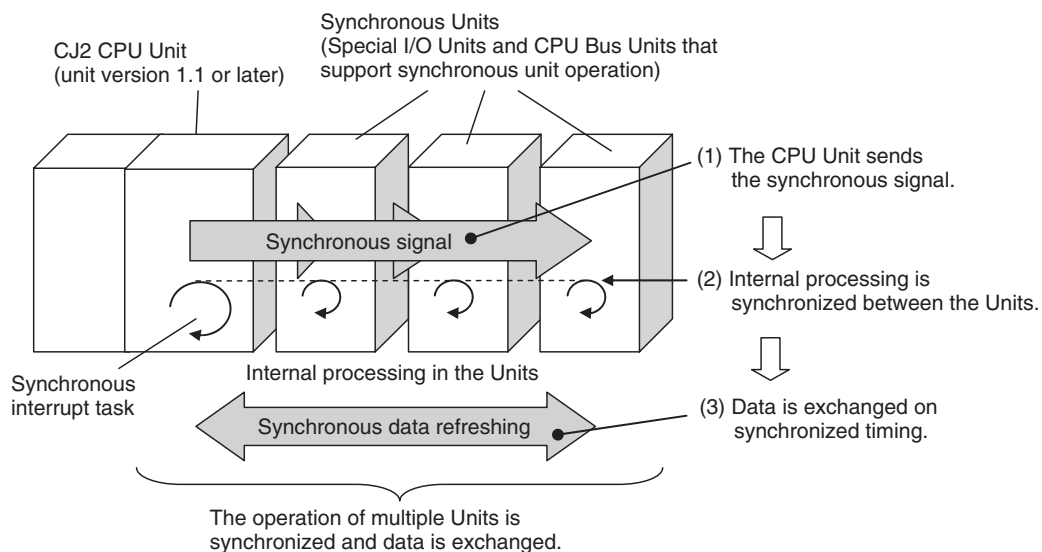 Synchronous Units
(Special I/O Units and CPU Bus Units that
support synchronous unit operation)
CJ2 CPU Unit
(unit version 1.1 or later)
(1) The CPU Unit sends
the synchronous signal.
Synchronous signal
(2) Internal processing is
synchronized between the Units.
Synchronous
interrupt task
Internal processing in the Units
(3) Data is exchanged on
synchronized timing.
Synchronous data refreshing
The operation of multiple Units is
synchronized and data is exchanged.